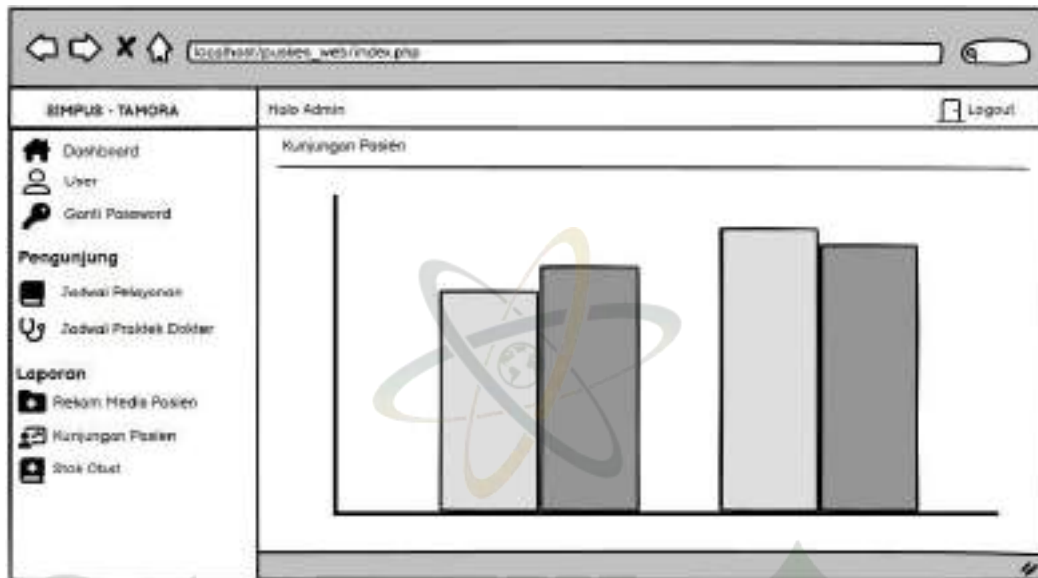 localhost/puskes_web/index.php
SIMPUS - TAMORA
Halo Admin
Logout
Dashboard
User
Ganti Password
Pengunjung
Jadwal Pelayanan
Jadwal Praktek Dokter
Laporan
Rekam Medis Pasien
Kunjungan Pasien
Stok Obat
Kunjungan Pasien